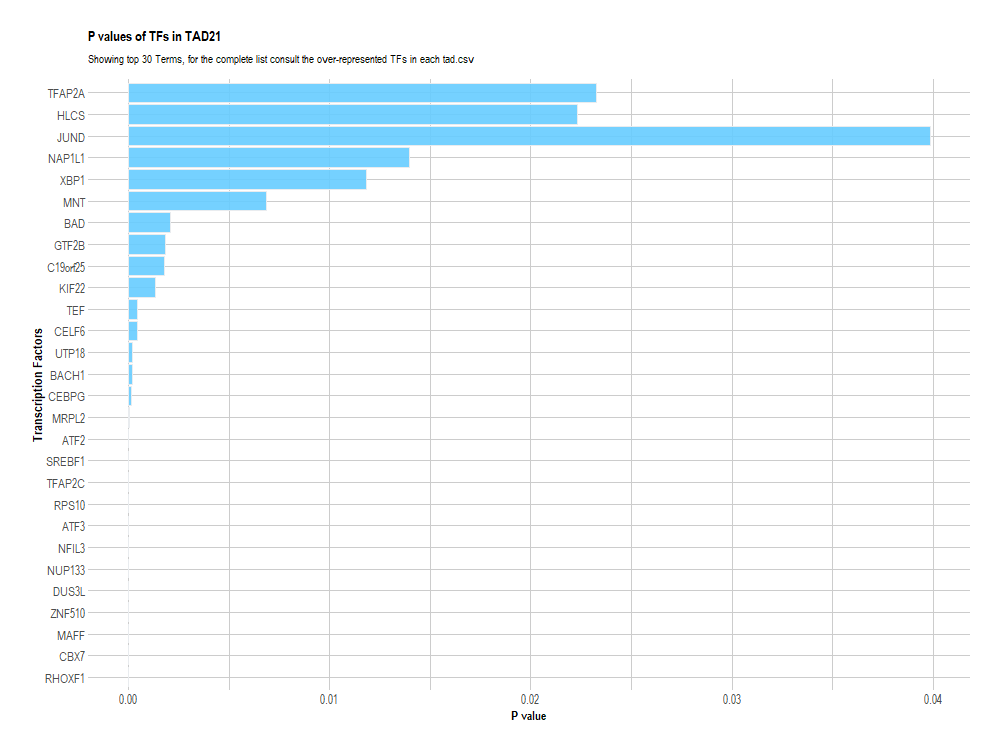 P values of TFs in TAD21
Showing top 30 Terms, for the complete list consult the over-represented TFs in each tad.csv
TFAP2A
HLCS
JUND
NAP1L1
XBP1
MNT
BAD
GTF2B
C19orf25
KIF22
TEF
CELF6
UTP18
BACH1
CEBPG
MRPL2
ATF2
SREBF1
TFAP2C
RPS10
ATF3
NFIL3
NUP133
DUS3L
ZNF510
MAFF
CBX7
RHOXF1
Transcription Factors
0.00 0.01 0.02 0.03 0.04
P value